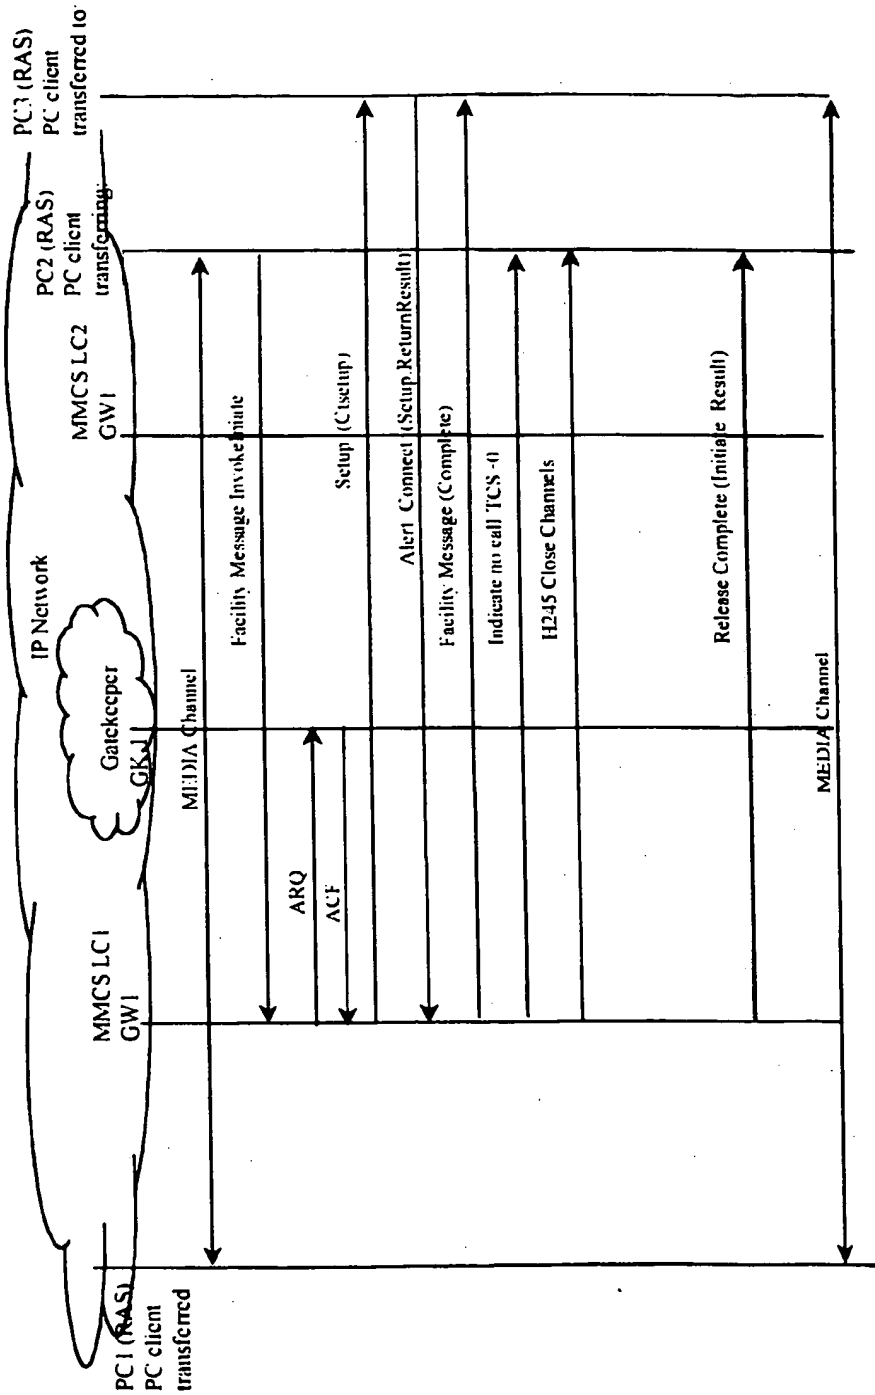 PC1 (RAS)
PC client
transferred
MMCS LC1
GW1
IP Network
Gatekeeper
GK1
MMCS LC2
GW1
PC2 (RAS)
PC client
transferring
PC3 (RAS)
PC client
transferred to
MEDIA Channel
Facility Message Invoke Iniate
ARQ
ACF
Setup (Ctsetup)
Alert Connect (Setup.ReturnResult)
Facility Message (Complete)
Indicate no call TCS -0
H245 Close Channels
Release Complete (Initiate Result)
MEDIA Channel